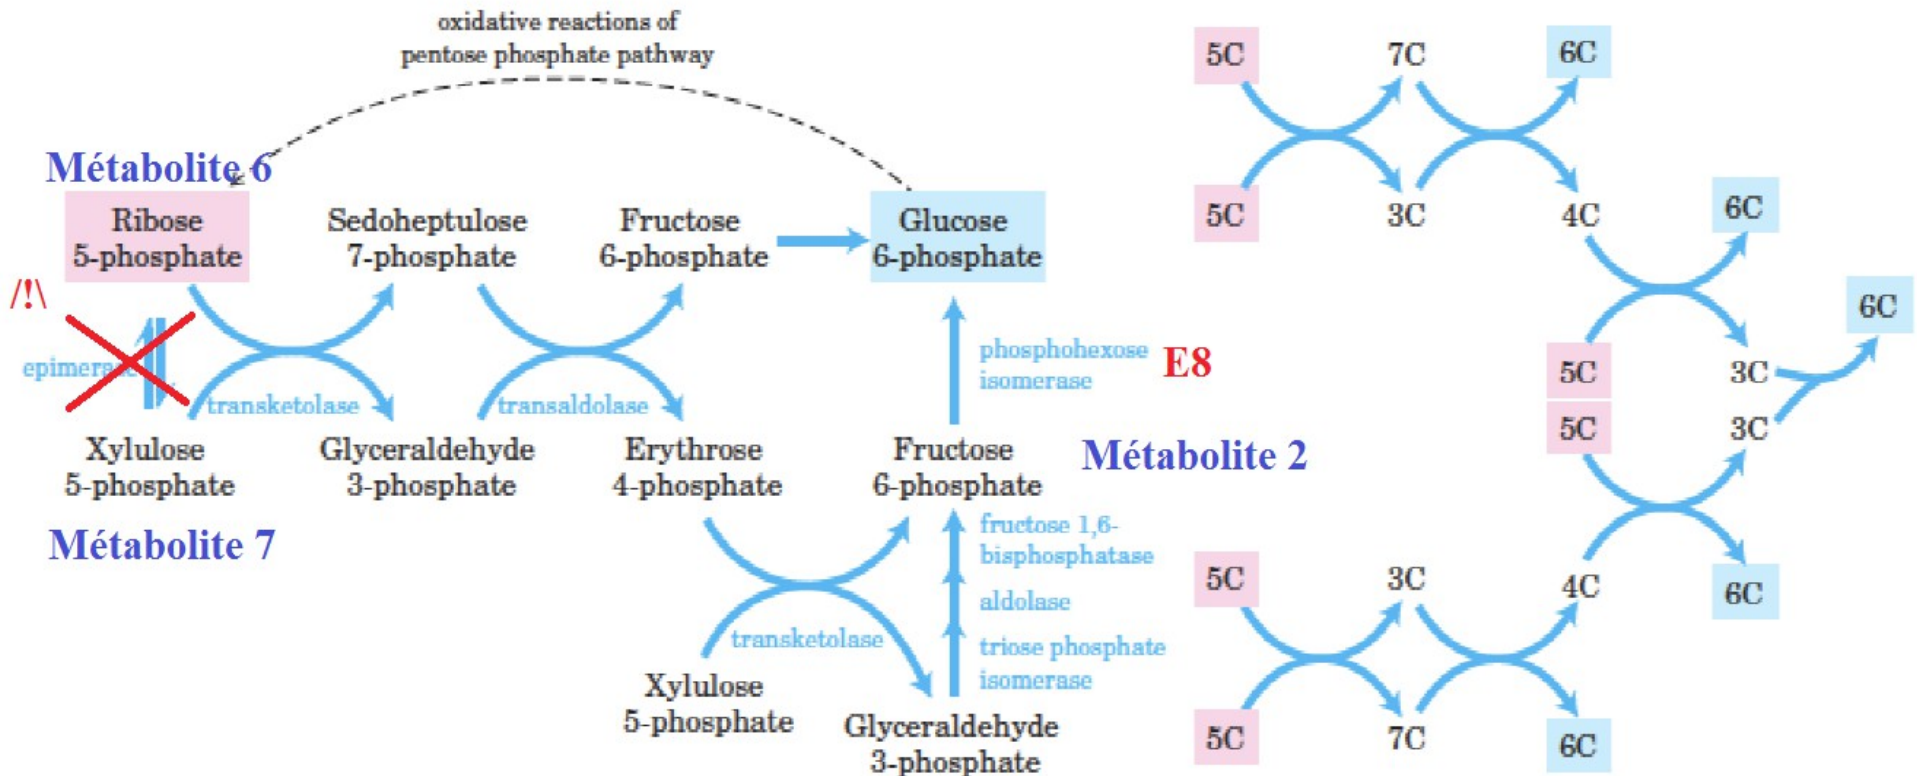 oxidative reactions of
pentose phosphate pathway
Métabolite 6
Ribose
5-phosphate
Sedoheptulose
7-phosphate
Fructose
6-phosphate
Glucose
6-phosphate
/!\
epimerase
transketolase
transaldolase
phosphohexose
isomerase
E8
Xylulose
5-phosphate
Glyceraldehyde
3-phosphate
Erythrose
4-phosphate
Fructose
6-phosphate
Métabolite 2
Métabolite 7
fructose 1,6-
bisphosphatase
aldolase
triose phosphate
isomerase
transketolase
Xylulose
5-phosphate
Glyceraldehyde
3-phosphate
5C
7C
6C
5C
3C
4C
6C
6C
5C
3C
5C
3C
5C
3C
4C
6C
5C
7C
6C